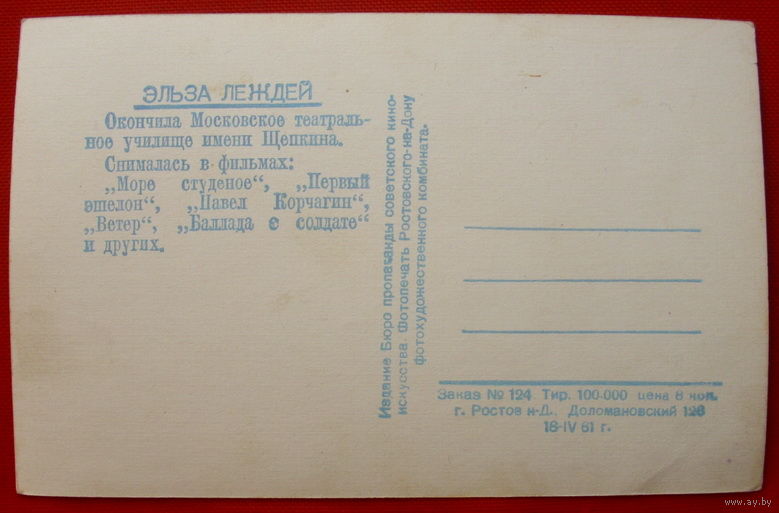 ЭЛЬЗА ЛЕЖДЕЙ
Окончила Московское театраль-
ное училище имени Щепкина.
Снималась в фильмах:
„Море студеное“, „Первый
эшелон“, „Павел Корчагин“,
„Ветер“, „Баллада о солдате“
и других.
Издание Бюро пропаганды советского кино-
искусства. Фотопечать Ростовского-на-Дону
фотохудожественного комбината.
Заказ № 124 Тир. 100.000 цена 8 коп.
г. Ростов н-Д., Доломановский
18-IV 61 г.
www.ay.by